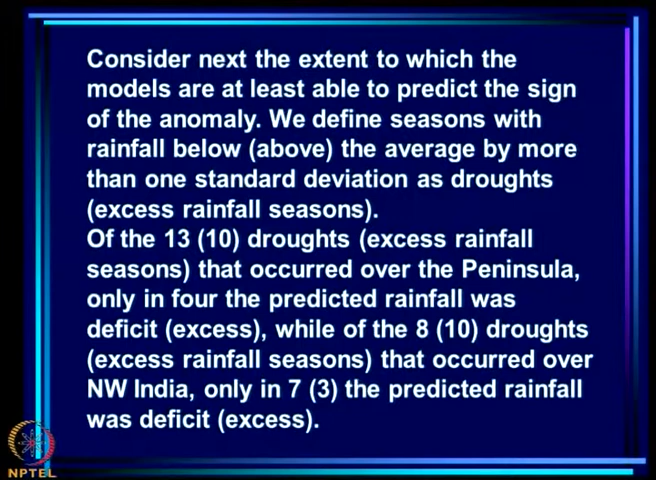 Consider next the extent to which the
models are at least able to predict the sign
of the anomaly. We define seasons with
rainfall below (above) the average by more
than one standard deviation as droughts
(excess rainfall seasons).
Of the 13 (10) droughts (excess rainfall
seasons) that occurred over the Peninsula,
only in four the predicted rainfall was
deficit (excess), while of the 8 (10) droughts
(excess rainfall seasons) that occurred over
NW India, only in 7 (3) the predicted rainfall
was deficit (excess).
NPTEL